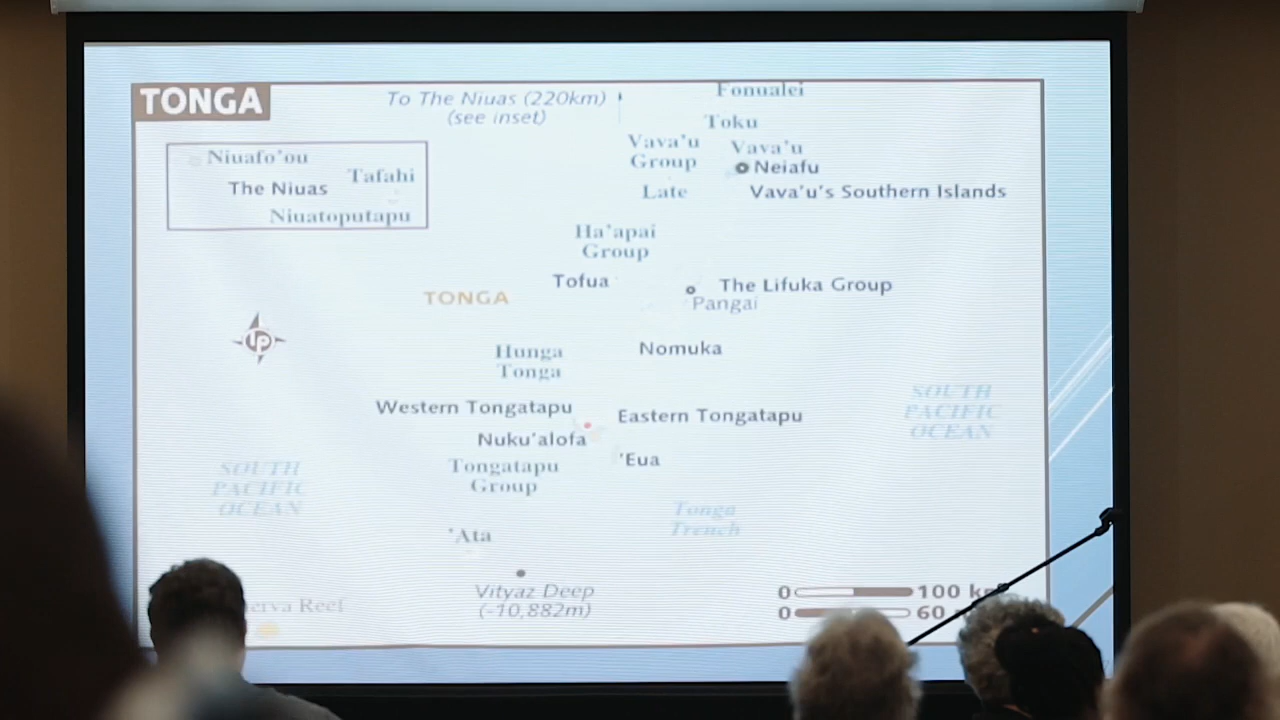 TONGA
To The Niuas (220km)
(see inset)
Fonualei
Toku
Vava'u
Group
Vava'u
Neiafu
Late
Vava'u's Southern Islands
Niuafo'ou
Tafahi
The Niuas
Niuatoputapu
Ha'apai
Group
Tofua
The Lifuka Group
Pangai
TONGA
LP
Hunga
Tonga
Nomuka
Western Tongatapu
Eastern Tongatapu
Nuku'alofa
'Eua
Tongatapu
Group
SOUTH
PACIFIC
OCEAN
SOUTH
PACIFIC
OCEAN
Tonga
Trench
'Ata
Vityaz Deep
(-10,882m)
Reef
0 100
0 60